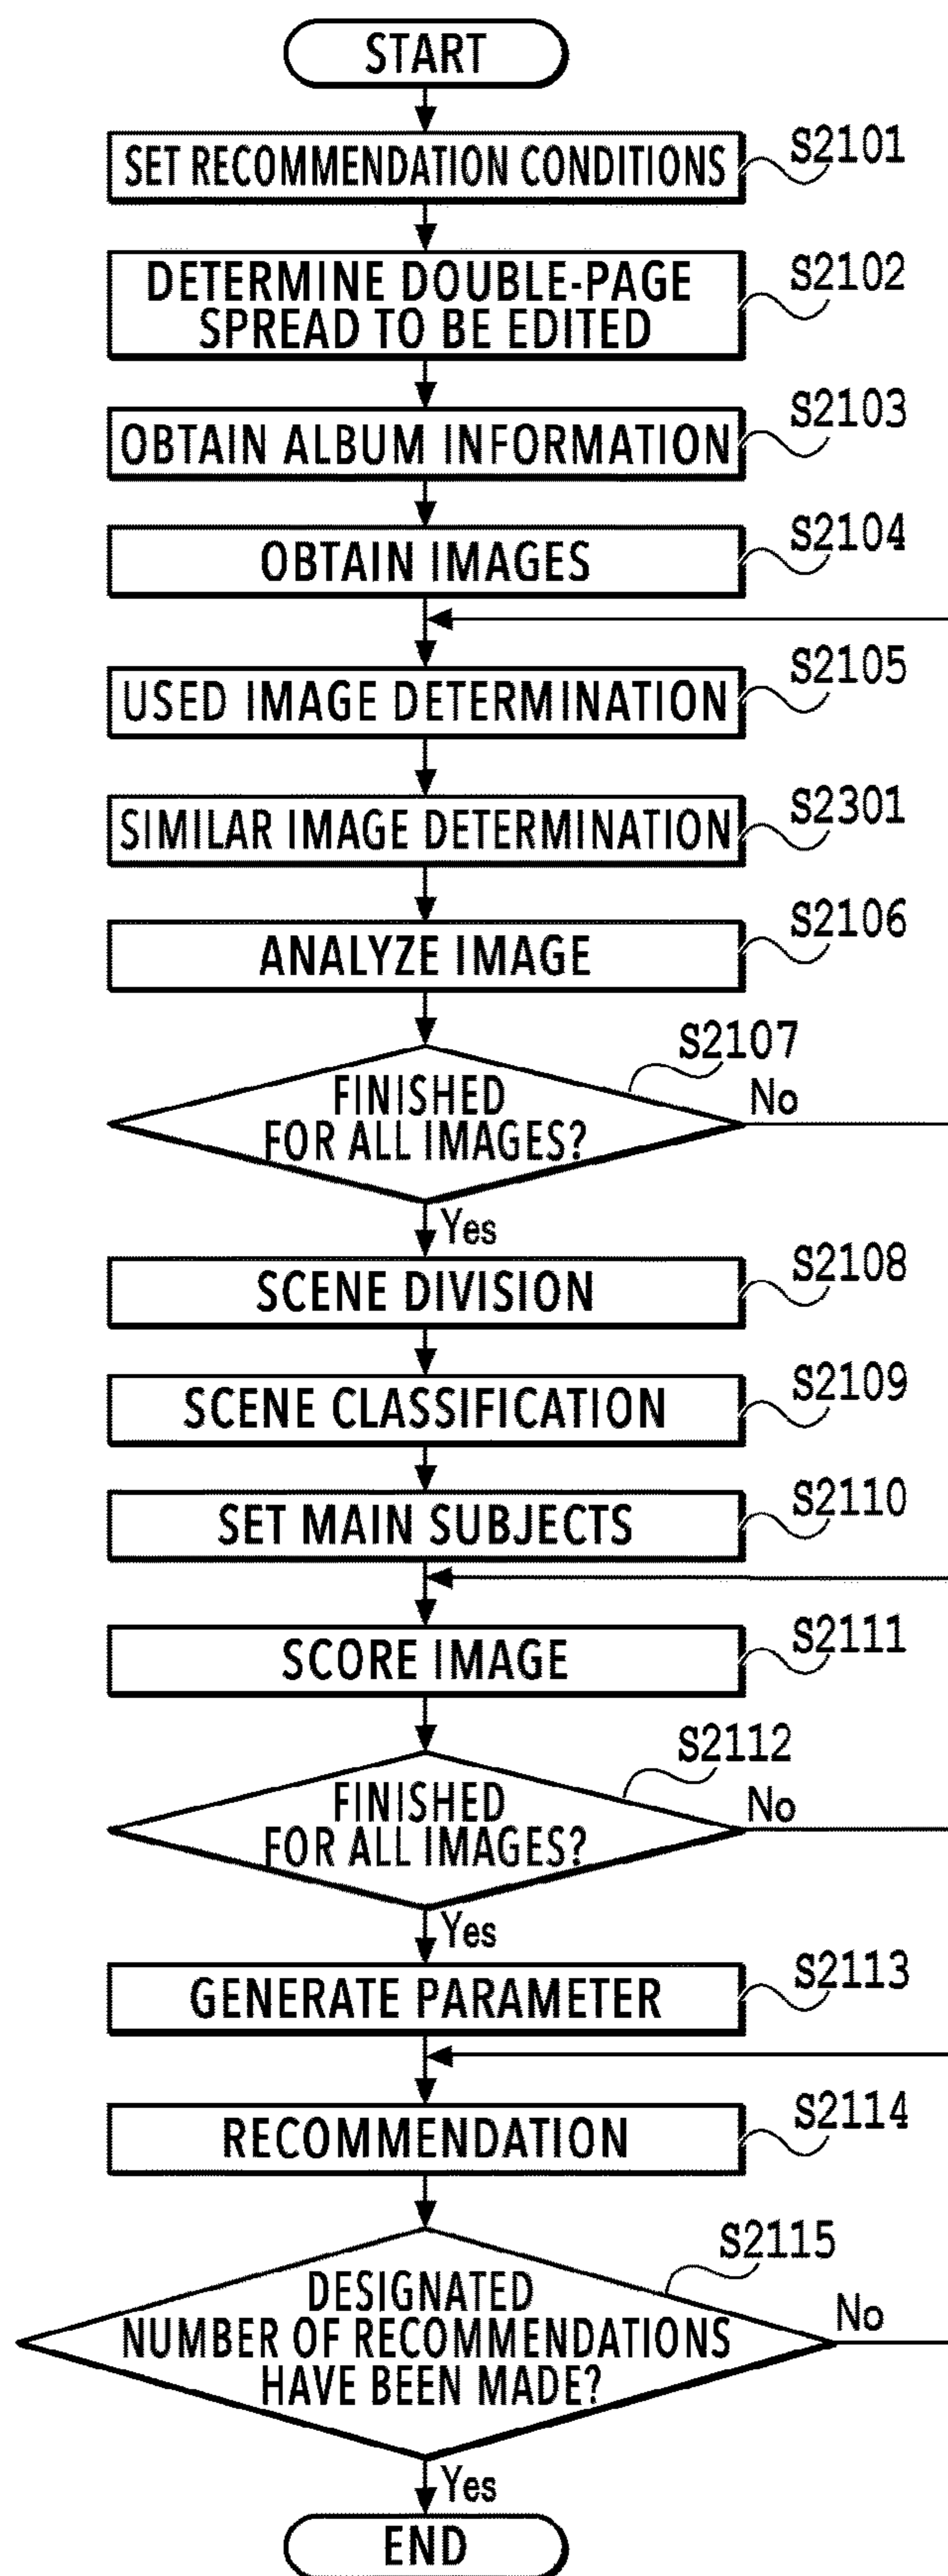 START
SET RECOMMENDATION CONDITIONS
S2101
DETERMINE DOUBLE-PAGE
SPREAD TO BE EDITED
S2102
OBTAIN ALBUM INFORMATION
S2103
OBTAIN IMAGES
S2104
USED IMAGE DETERMINATION
S2105
SIMILAR IMAGE DETERMINATION
S2301
ANALYZE IMAGE
S2106
S2107
FINISHED
FOR ALL IMAGES?
No
Yes
SCENE DIVISION
S2108
SCENE CLASSIFICATION
S2109
SET MAIN SUBJECTS
S2110
SCORE IMAGE
S2111
S2112
FINISHED
FOR ALL IMAGES?
No
Yes
GENERATE PARAMETER
S2113
RECOMMENDATION
S2114
S2115
DESIGNATED
NUMBER OF RECOMMENDATIONS
HAVE BEEN MADE?
No
Yes
END